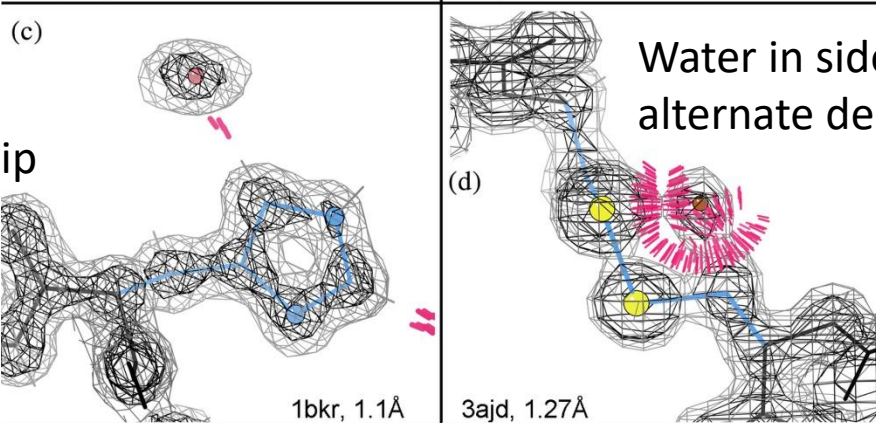 (c)
ip
1bkr, 1.1Å
Water in side
alternate de
(d)
3ajd, 1.27Å